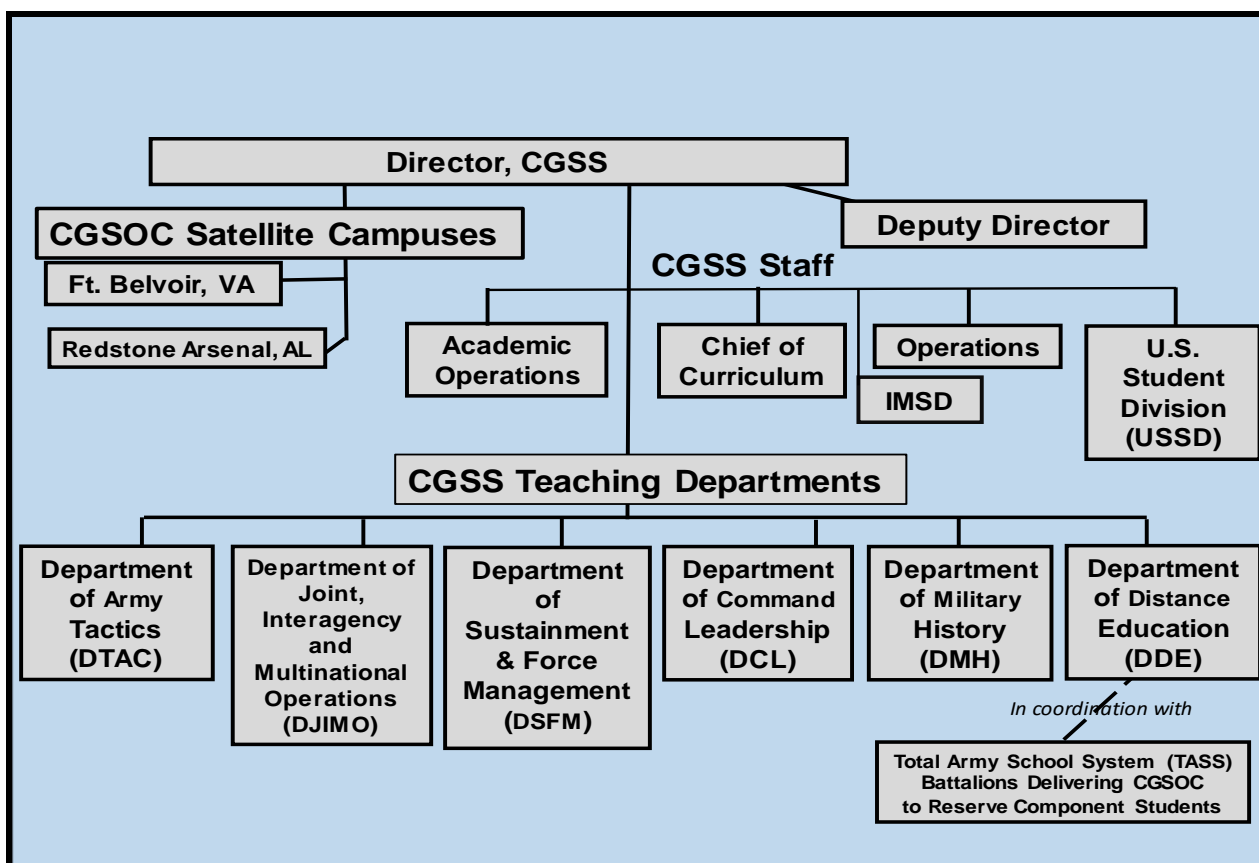 Director, CGSS
CGSOC Satellite Campuses
Deputy Director
Ft. Belvoir, VA
CGSS Staff
Redstone Arsenal, AL
Academic
Operations
Chief of
Curriculum
Operations
IMSD
U.S.
Student
Division
(USSD)
CGSS Teaching Departments
Department
of Army
Tactics
(DTAC)
Department of
Joint,
Interagency
and
Multinational
Operations
(DJIMO)
Department
of
Sustainment
& Force
Management
(DSFM)
Department
of Command
Leadership
(DCL)
Department
of Military
History
(DMH)
Department
of Distance
Education
(DDE)
In coordination with
Total Army School System (TASS)
Battalions Delivering CGSOC
to Reserve Component Students